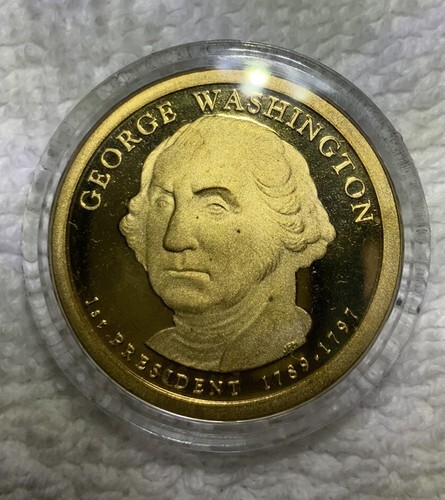 GEORGE WASHINGTON
1st PRESIDENT 1789-1797